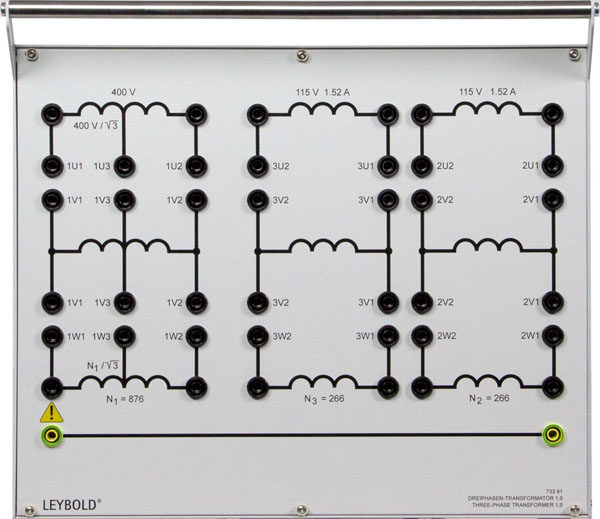 400 V
115 V 1.52 A
115 V 1.52 A
400 V / √3
1U1 1U3 1U2 3U2 3U1 2U2 2U1
1V1 1V3 1V2 3V2 3V1 2V2 2V1
1V1 1V3 1V2 3V2 3V1 2V2 2V1
1W1 1W3 1W2 3W2 3W1 2W2 2W1
N1 / √3
N1 = 876
N3 = 266
N2 = 266
LEYBOLD®
733 91
DREIPHASEN-TRANSFORMATOR 1,0
THREE-PHASE TRANSFORMER 1,0